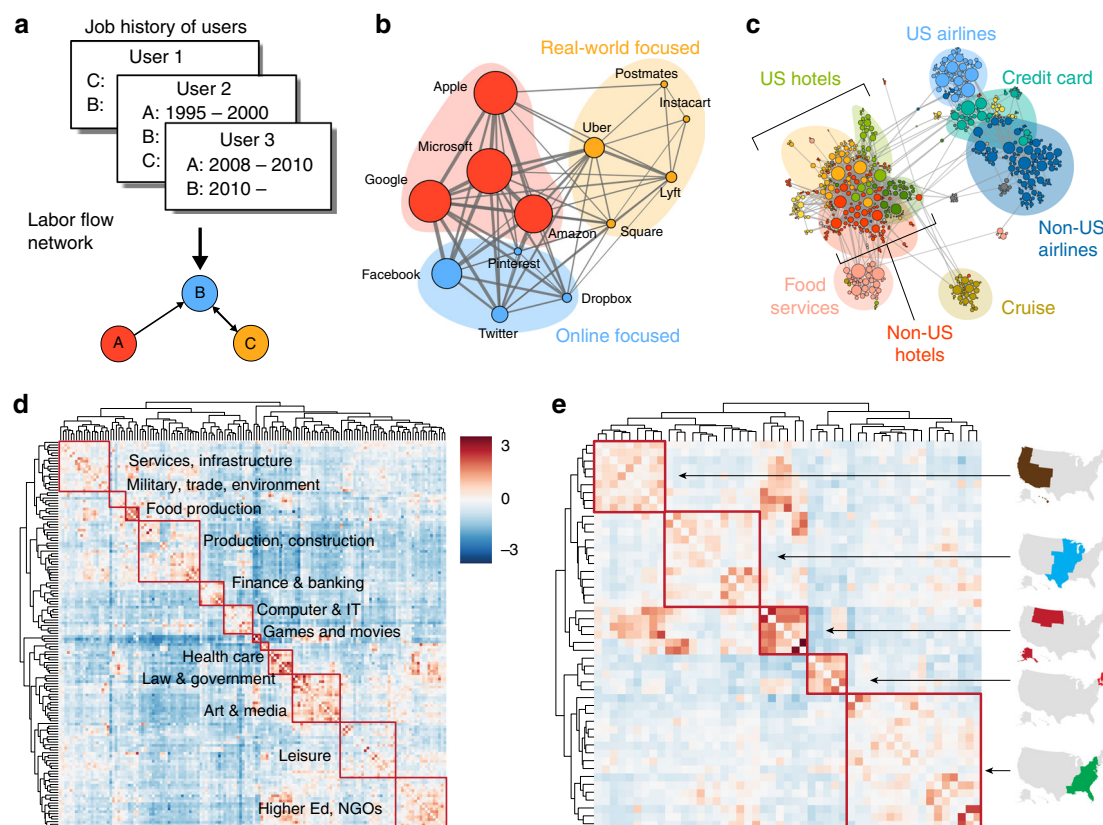 a
Job history of users
User 1
C:
B:
User 2
A: 1995 – 2000
B:
C:
User 3
A: 2008 – 2010
B: 2010 –
Labor flow
network
B
A
C
b
Real-world focused
Postmates
Apple
Instacart
Uber
Microsoft
Google
Lyft
Amazon
Square
Pinterest
Facebook
Dropbox
Twitter
Online focused
c
US airlines
US hotels
Credit card
Non-US
airlines
Food
services
Cruise
Non-US
hotels
d
Services, infrastructure
Military, trade, environment
Food production
Production, construction
Finance & banking
Computer & IT
Games and movies
Health care
Law & government
Art & media
Leisure
Higher Ed, NGOs
3
0
–3
e